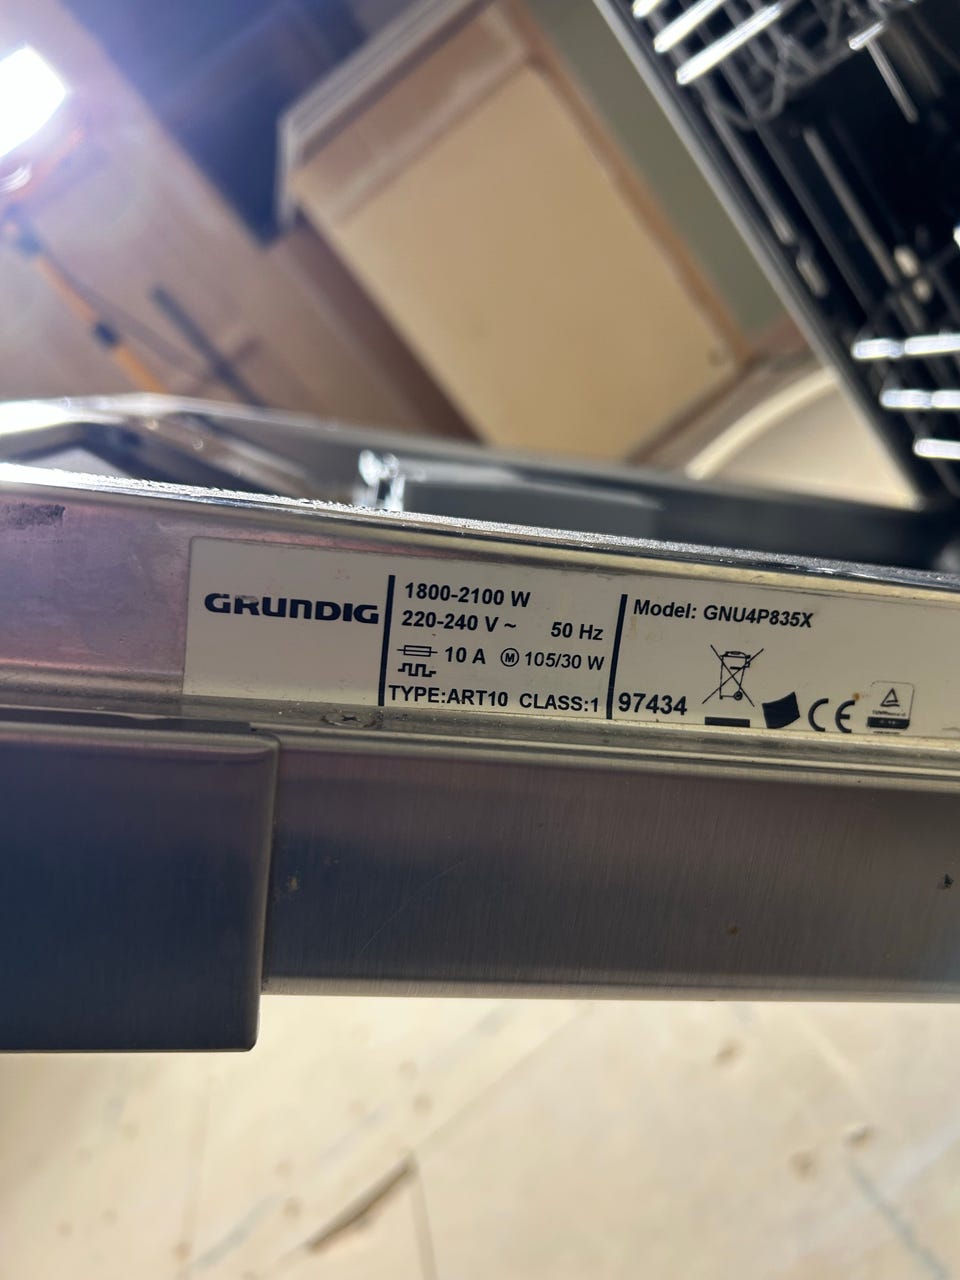 GRUNDIG
1800-2100 W
220-240 V ~ 50 Hz
10 A M 105/30 W
TYPE:ART10 CLASS:1
Model: GNU4P835X
97434
CE